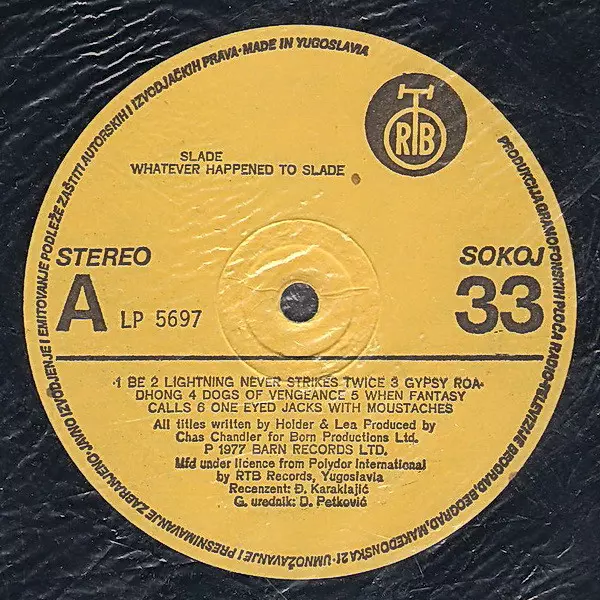 PRODUKCIJA GRAMOFONSKIH PLOČA RADIO-TELEVIZIJE BEOGRAD, BEOGRAD, MAKEDONSKA 21 · UMNOŽAVANJE I PRESNIMAVANJE ZABRANJENO · JAVNO IZVODJENJE I EMITOVANJE PODLEŽE ZAŠTITI AUTORSKIH I IZVODJAČKIH PRAVA · MADE IN YUGOSLAVIA
RTB
SLADE
WHATEVER HAPPENED TO SLADE
STEREO
SOKOJ
A
LP 5697
33
·1 BE 2 LIGHTNING NEVER STRIKES TWICE 3 GYPSY ROA-
DHONG 4 DOGS OF VENGEANCE 5 WHEN FANTASY
CALLS 6 ONE EYED JACKS WITH MOUSTACHES
All titles written by Holder & Lea Produced by
Chas Chandler for Barn Productions Ltd.
P 1977 BARN RECORDS LTD.
Mfd under licence from Polydor International
by RTB Records, Yugoslavia
Recenzent: Đ. Karaklajić
G. urednik: D. Petković